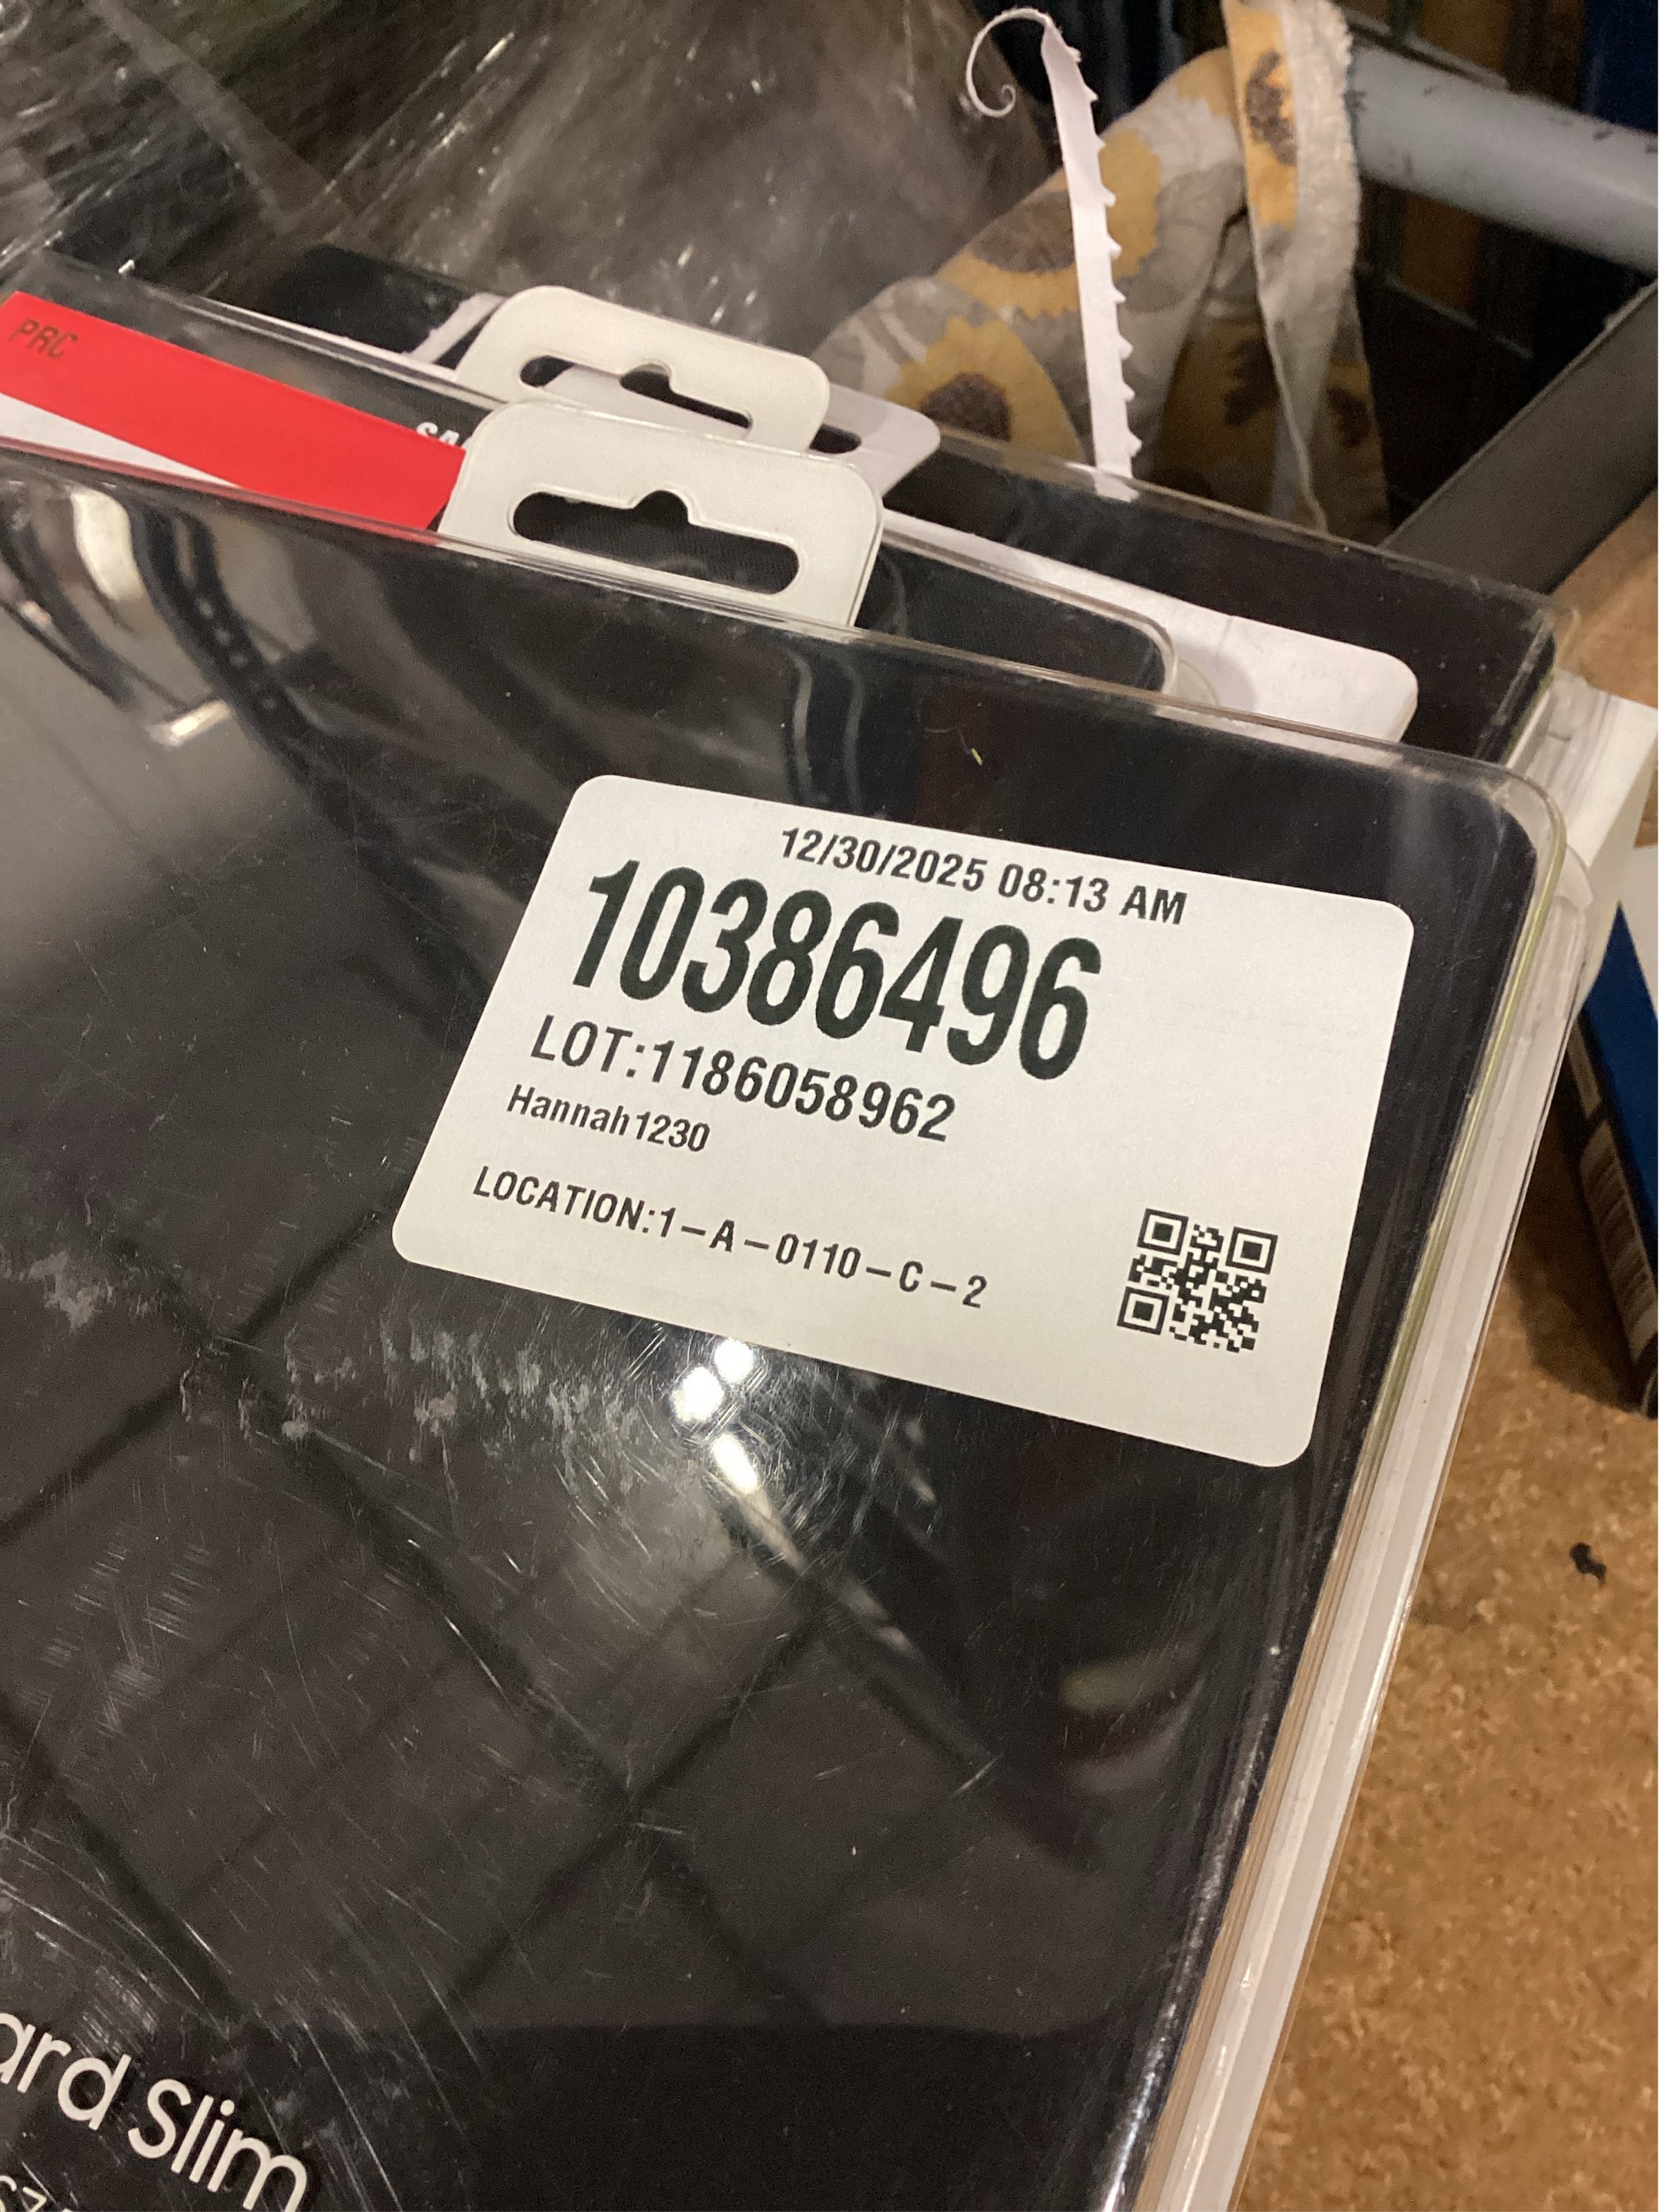 PRC
12/30/2025 08:13 AM
10386496
LOT:1186058962
Hannah1230
LOCATION:1-A-0110-C-2
ard Slim